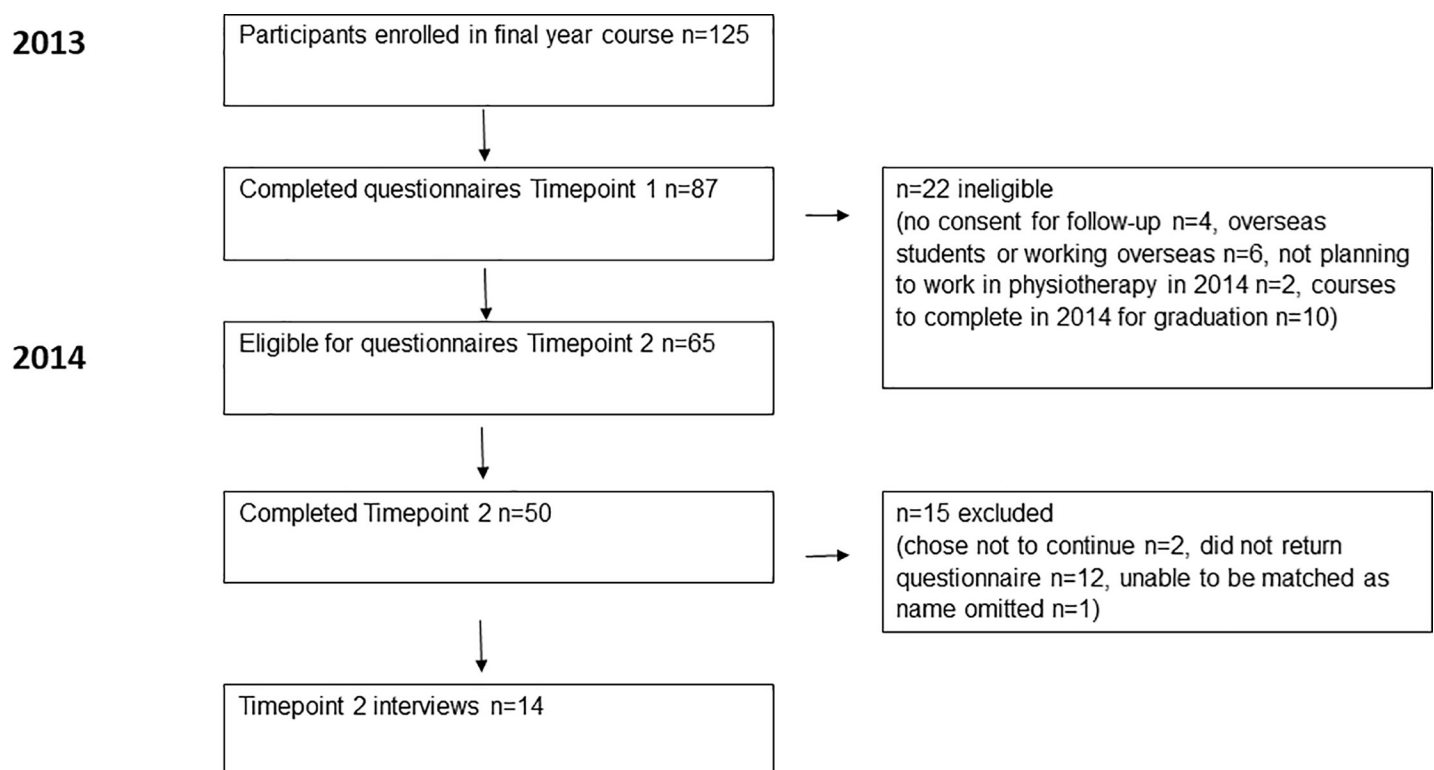 2013
Participants enrolled in final year course n=125
Completed questionnaires Timepoint 1 n=87
n=22 ineligible
(no consent for follow-up n=4, overseas
students or working overseas n=6, not planning
to work in physiotherapy in 2014 n=2, courses
to complete in 2014 for graduation n=10)
2014
Eligible for questionnaires Timepoint 2 n=65
Completed Timepoint 2 n=50
n=15 excluded
(chose not to continue n=2, did not return
questionnaire n=12, unable to be matched as
name omitted n=1)
Timepoint 2 interviews n=14